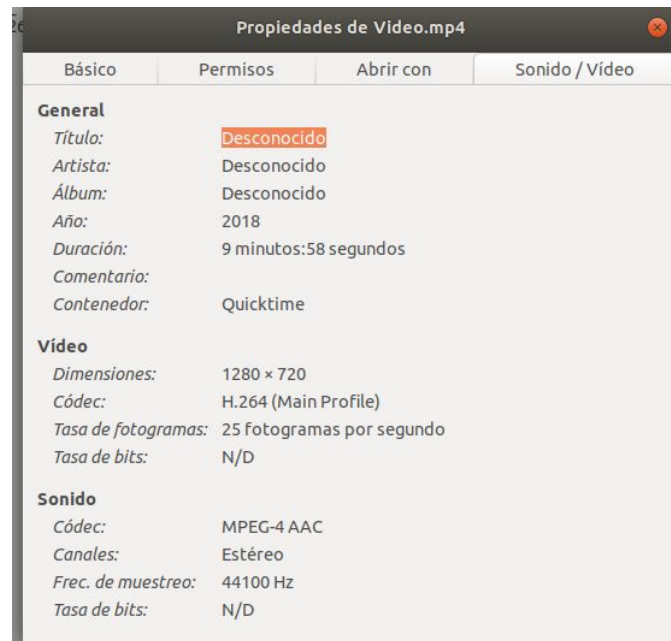 Propiedades de Video.mp4
Básico Permisos Abrir con Sonido / Vídeo
General
Título: Desconocido
Artista: Desconocido
Álbum: Desconocido
Año: 2018
Duración: 9 minutos:58 segundos
Comentario:
Contenedor: Quicktime
Vídeo
Dimensiones: 1280 × 720
Códec: H.264 (Main Profile)
Tasa de fotogramas: 25 fotogramas por segundo
Tasa de bits: N/D
Sonido
Códec: MPEG-4 AAC
Canales: Estéreo
Frec. de muestreo: 44100 Hz
Tasa de bits: N/D